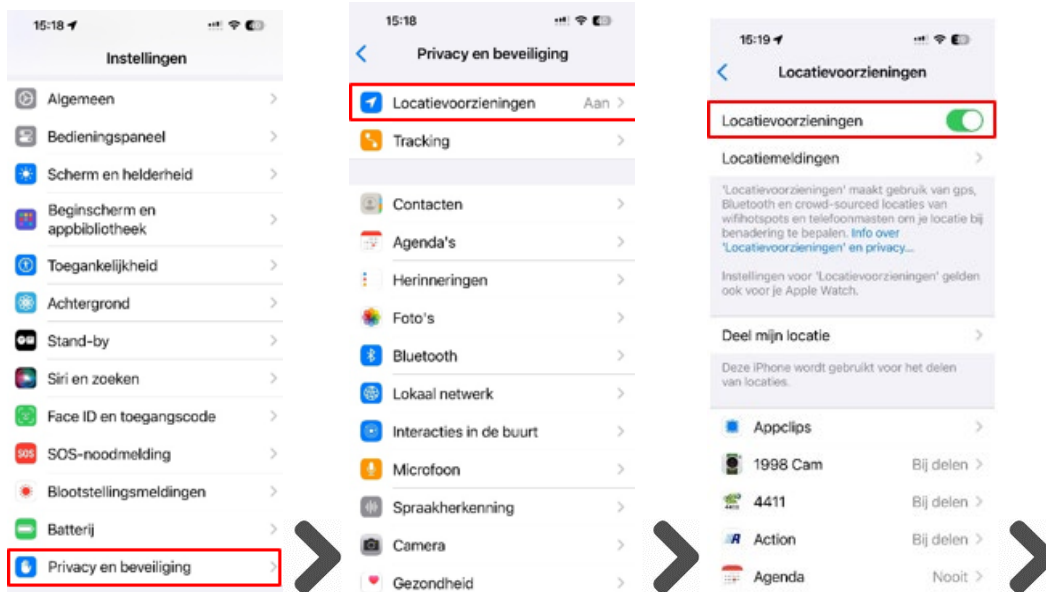 15:18
Instellingen
Algemeen
Bedieningspaneel
Scherm en helderheid
Beginscherm en
appbibliotheek
Toegankelijkheid
Achtergrond
Stand-by
Siri en zoeken
Face ID en toegangscode
SOS
SOS-noodmelding
Blootstellingsmeldingen
Batterij
Privacy en beveiliging
15:18
Privacy en beveiliging
Locatievoorzieningen Aan
Tracking
Contacten
Agenda's
Herinneringen
Foto's
Bluetooth
Lokaal netwerk
Interacties in de buurt
Microfoon
Spraakherkenning
Camera
Gezondheid
15:19
Locatievoorzieningen
Locatievoorzieningen
Locatiemeldingen
'Locatievoorzieningen' maakt gebruik van gps,
Bluetooth en crowd-sourced locaties van
wifihotspots en telefoonmasten om je locatie bij
benadering te bepalen. Info over
'Locatievoorzieningen' en privacy...
Instellingen voor 'Locatievoorzieningen' gelden
ook voor je Apple Watch.
Deel mijn locatie
Deze iPhone wordt gebruikt voor het delen
van locaties.
Appclips
1998 Cam Bij delen
4411 Bij delen
Action Bij delen
Agenda Nooit